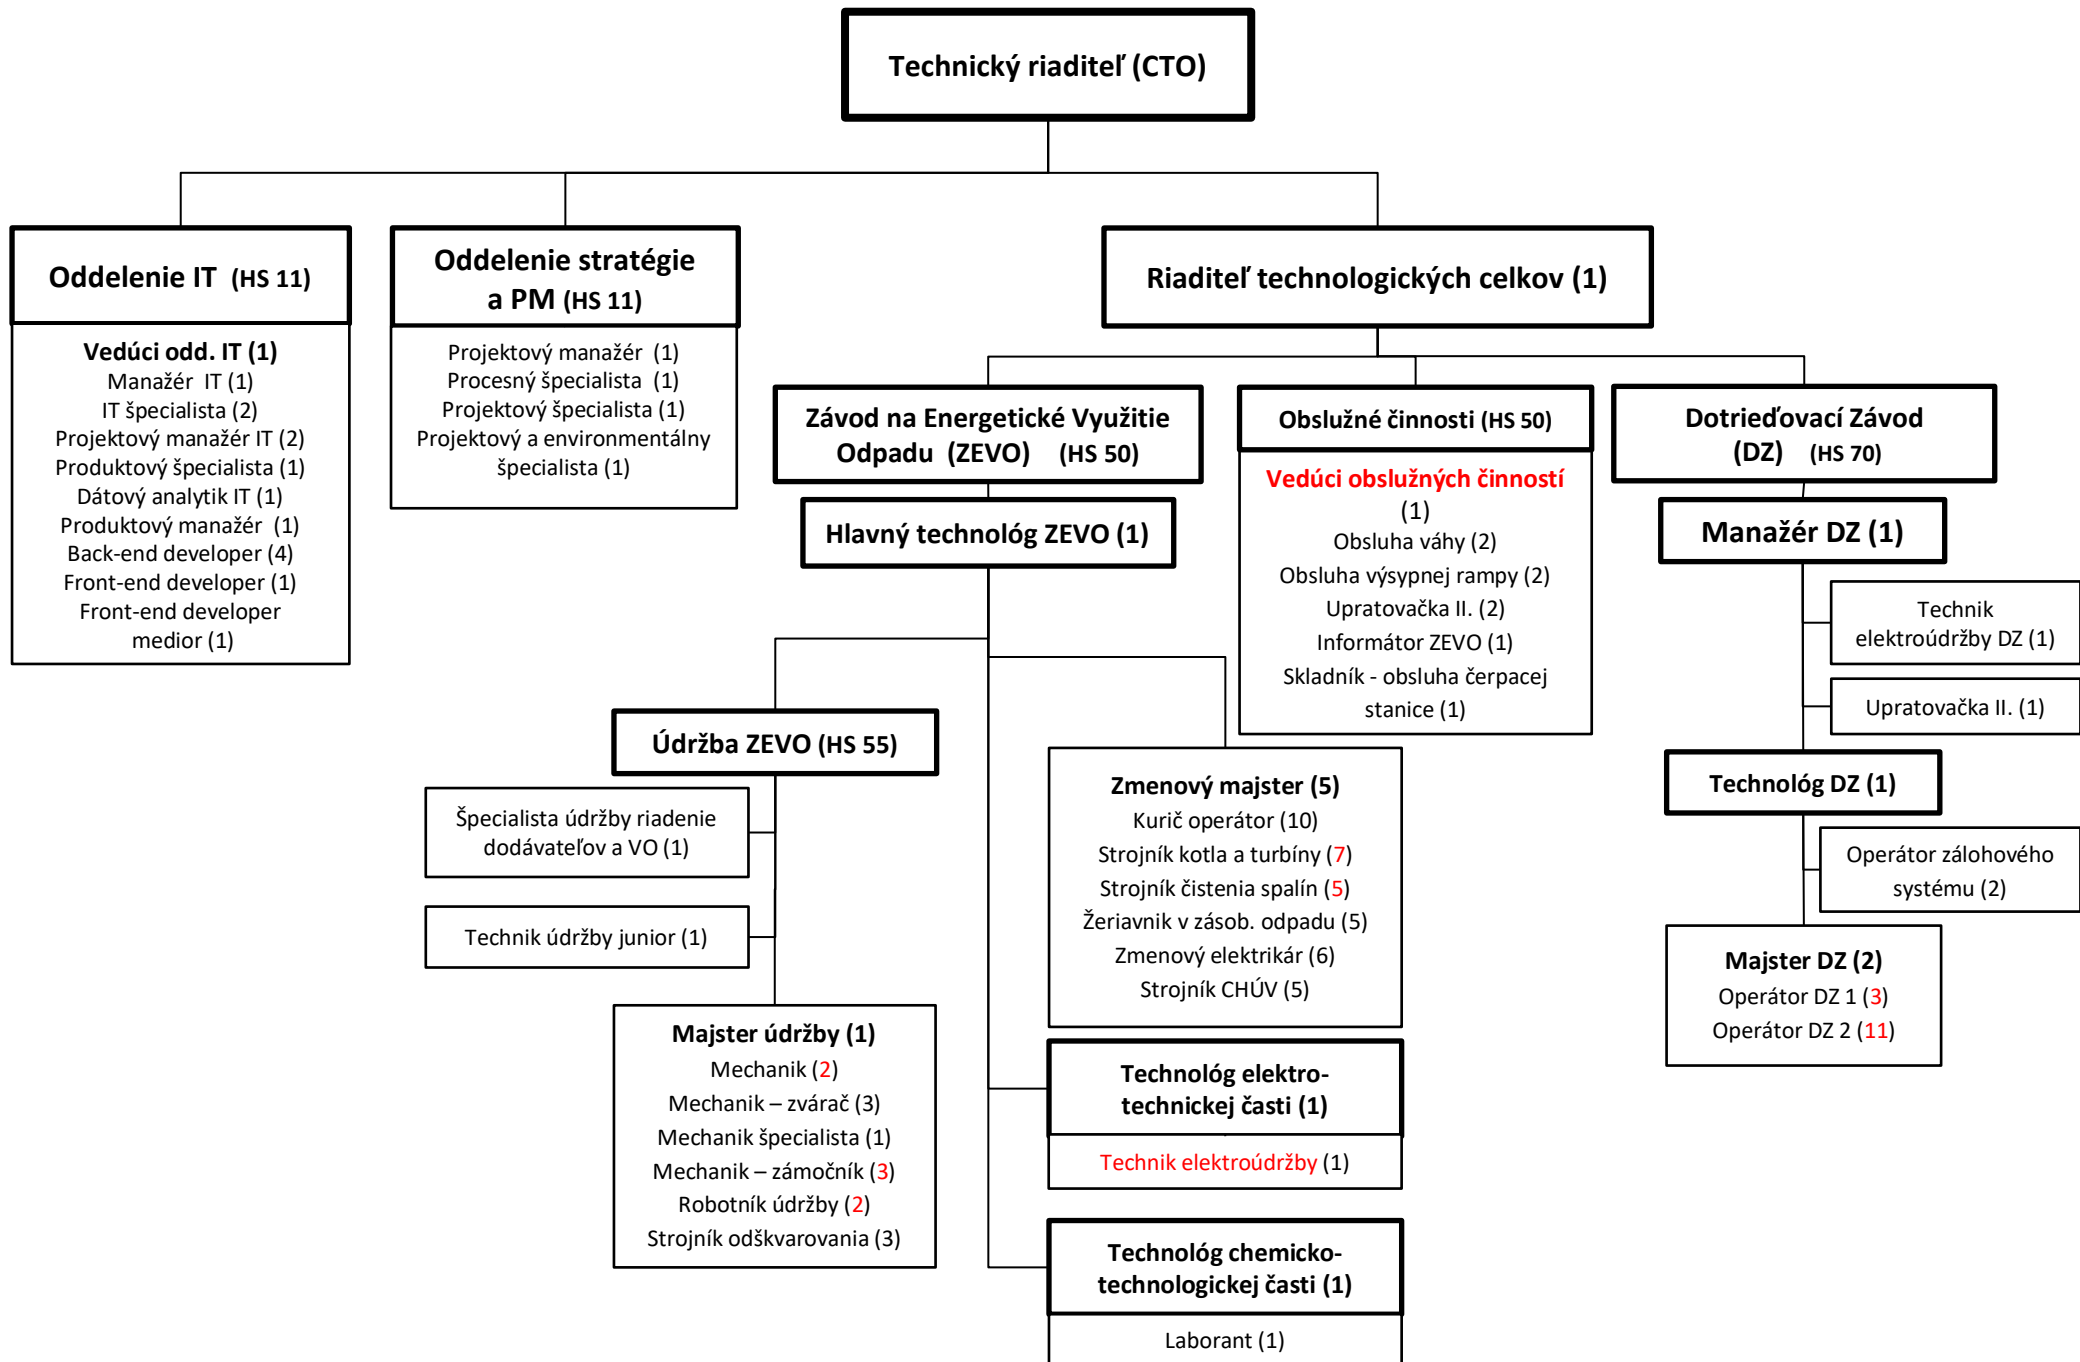 Technický riaditeľ (CTO)
Oddelenie IT (HS 11)
Vedúci odd. IT (1)
Manažér IT (1)
IT špecialista (2)
Projektový manažér IT (2)
Produktový špecialista (1)
Dátový analytik IT (1)
Produktový manažér (1)
Back-end developer (4)
Front-end developer (1)
Front-end developer
medior (1)
Oddelenie stratégie
a PM (HS 11)
Projektový manažér (1)
Procesný špecialista (1)
Projektový špecialista (1)
Projektový a environmentálny
špecialista (1)
Riaditeľ technologických celkov (1)
Závod na Energetické Využitie
Odpadu (ZEVO) (HS 50)
Hlavný technológ ZEVO (1)
Údržba ZEVO (HS 55)
Špecialista údržby riadenie
dodávateľov a VO (1)
Technik údržby junior (1)
Majster údržby (1)
Mechanik (2)
Mechanik – zvárač (3)
Mechanik špecialista (1)
Mechanik – zámočník (3)
Robotník údržby (2)
Strojník odškvarovania (3)
Zmenový majster (5)
Kurič operátor (10)
Strojník kotla a turbíny (7)
Strojník čistenia spalín (5)
Žeriavnik v zásob. odpadu (5)
Zmenový elektrikár (6)
Strojník CHÚV (5)
Technológ elektro-
technickej časti (1)
Technik elektroúdržby (1)
Technológ chemicko-
technologickej časti (1)
Laborant (1)
Obslužné činnosti (HS 50)
Vedúci obslužných činností
(1)
Obsluha váhy (2)
Obsluha výsypnej rampy (2)
Upratovačka II. (2)
Informátor ZEVO (1)
Skladník - obsluha čerpacej
stanice (1)
Dotrieďovací Závod
(DZ) (HS 70)
Manažér DZ (1)
Technik
elektroúdržby DZ (1)
Upratovačka II. (1)
Technológ DZ (1)
Operátor zálohového
systému (2)
Majster DZ (2)
Operátor DZ 1 (3)
Operátor DZ 2 (11)